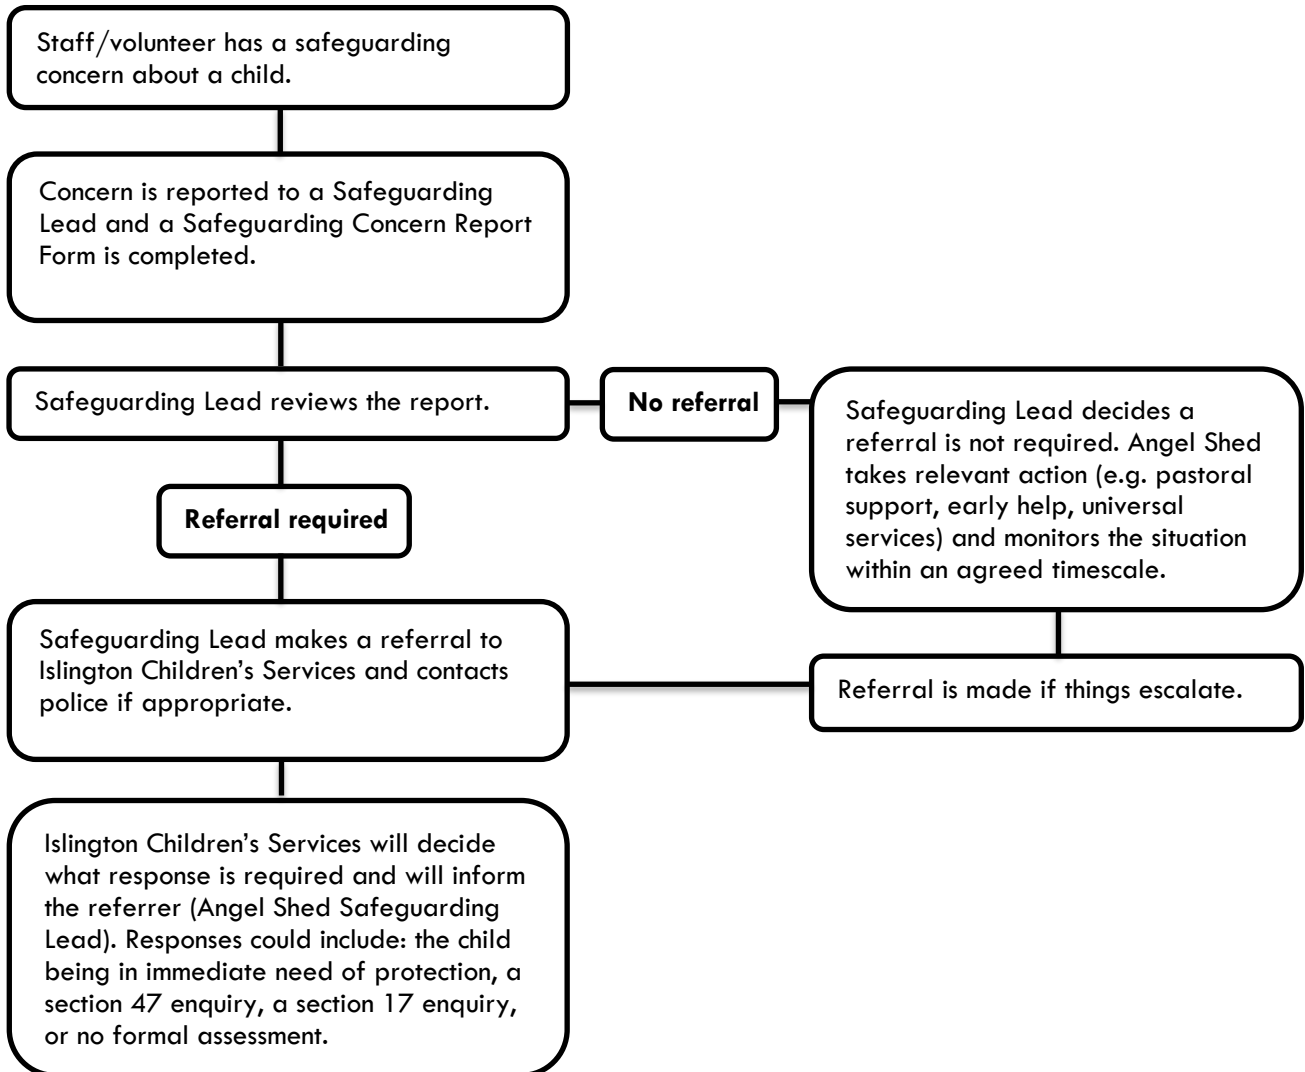 Staff/volunteer has a safeguarding
concern about a child.
Concern is reported to a Safeguarding
Lead and a Safeguarding Concern Report
Form is completed.
Safeguarding Lead reviews the report.
No referral
Safeguarding Lead decides a
referral is not required. Angel Shed
takes relevant action (e.g. pastoral
support, early help, universal
services) and monitors the situation
within an agreed timescale.
Referral required
Safeguarding Lead makes a referral to
Islington Children’s Services and contacts
police if appropriate.
Referral is made if things escalate.
Islington Children’s Services will decide
what response is required and will inform
the referrer (Angel Shed Safeguarding
Lead). Responses could include: the child
being in immediate need of protection, a
section 47 enquiry, a section 17 enquiry,
or no formal assessment.